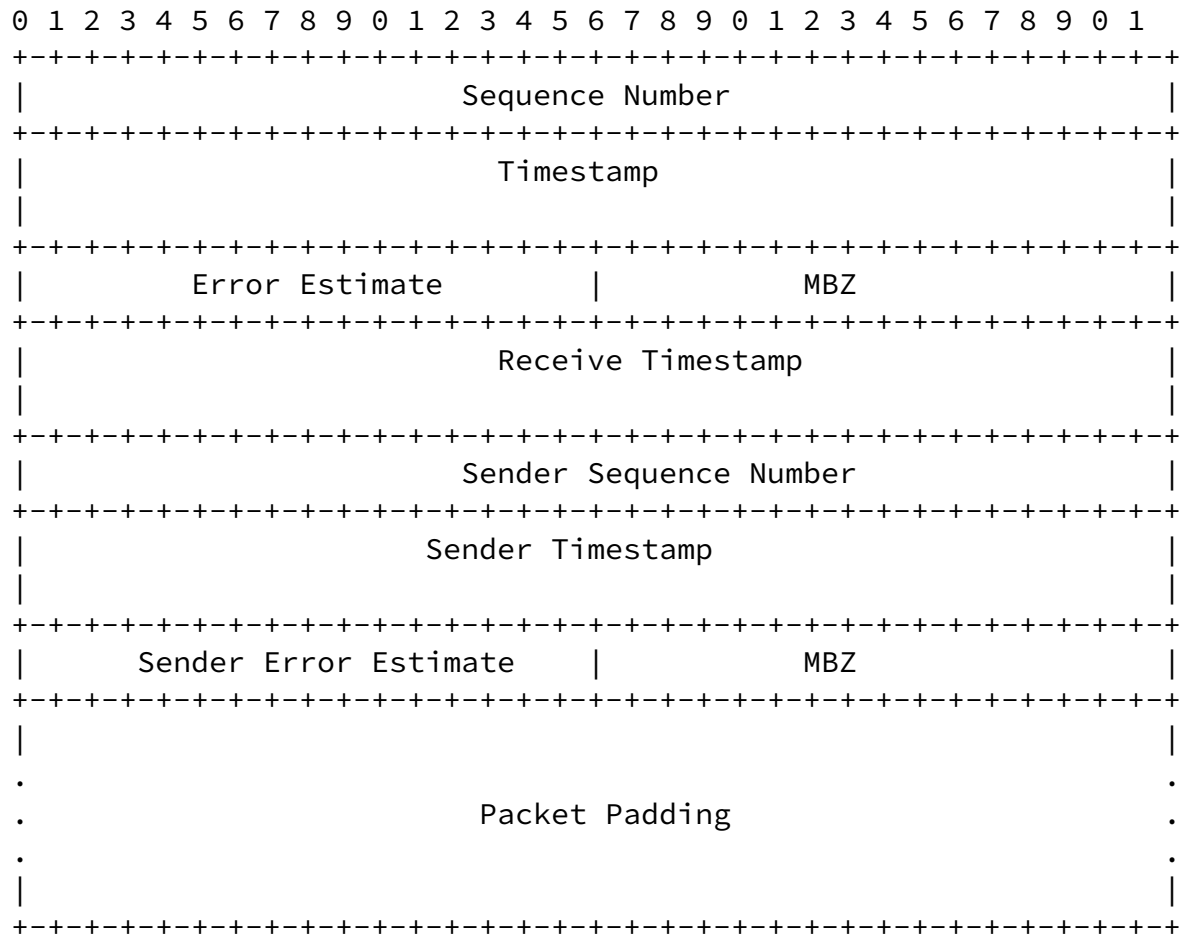 0 1 2 3 4 5 6 7 8 9 0 1 2 3 4 5 6 7 8 9 0 1 2 3 4 5 6 7 8 9 0 1
+-+-+-+-+-+-+-+-+-+-+-+-+-+-+-+-+-+-+-+-+-+-+-+-+-+-+-+-+-+-+-+-+
|                        Sequence Number                        |
+-+-+-+-+-+-+-+-+-+-+-+-+-+-+-+-+-+-+-+-+-+-+-+-+-+-+-+-+-+-+-+-+
|                          Timestamp                            |
|                                                               |
+-+-+-+-+-+-+-+-+-+-+-+-+-+-+-+-+-+-+-+-+-+-+-+-+-+-+-+-+-+-+-+-+
|         Error Estimate        |           MBZ                 |
+-+-+-+-+-+-+-+-+-+-+-+-+-+-+-+-+-+-+-+-+-+-+-+-+-+-+-+-+-+-+-+-+
|                          Receive Timestamp                    |
|                                                               |
+-+-+-+-+-+-+-+-+-+-+-+-+-+-+-+-+-+-+-+-+-+-+-+-+-+-+-+-+-+-+-+-+
|                        Sender Sequence Number                 |
+-+-+-+-+-+-+-+-+-+-+-+-+-+-+-+-+-+-+-+-+-+-+-+-+-+-+-+-+-+-+-+-+
|                      Sender Timestamp                         |
|                                                               |
+-+-+-+-+-+-+-+-+-+-+-+-+-+-+-+-+-+-+-+-+-+-+-+-+-+-+-+-+-+-+-+-+
|      Sender Error Estimate    |           MBZ                 |
+-+-+-+-+-+-+-+-+-+-+-+-+-+-+-+-+-+-+-+-+-+-+-+-+-+-+-+-+-+-+-+-+
|                                                               |
.                                                               .
.                         Packet Padding                        .
.                                                               .
|                                                               |
+-+-+-+-+-+-+-+-+-+-+-+-+-+-+-+-+-+-+-+-+-+-+-+-+-+-+-+-+-+-+-+-+